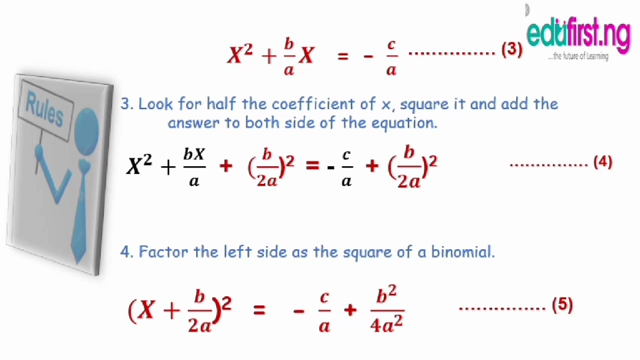 edufirst.ng
...the future of Learning
X² + b/a X = - c/a ............... (3)
Rules
3. Look for half the coefficient of x, square it and add the
answer to both side of the equation.
X² + bX/a + (b/2a)² = - c/a + (b/2a)² ............... (4)
4. Factor the left side as the square of a binomial.
(X + b/2a)² = - c/a + b²/4a² ............... (5)